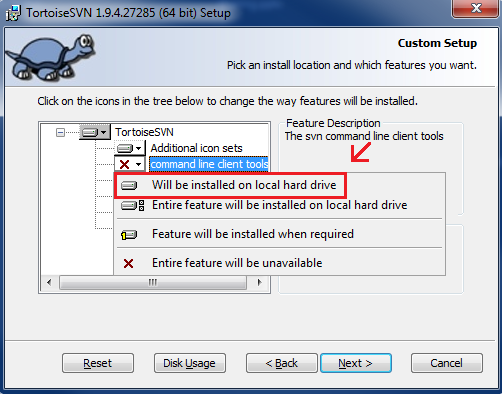 TortoiseSVN 1.9.4.27285 (64 bit) Setup
Custom Setup
Pick an install location and which features you want.
Click on the icons in the tree below to change the way features will be installed.
TortoiseSVN
Additional icon sets
command line client tools
Feature Description
The svn command line client tools
Will be installed on local hard drive
Entire feature will be installed on local hard drive
Feature will be installed when required
Entire feature will be unavailable
Reset
Disk Usage
< Back
Next >
Cancel